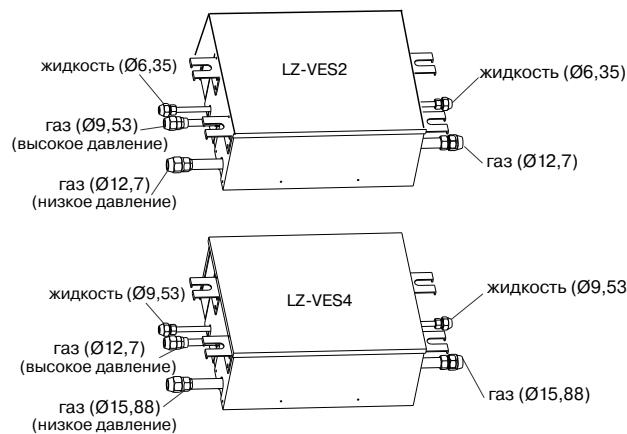 LZ-VES2
жидкость (Ø6,35)
жидкость (Ø6,35)
газ (Ø9,53)
(высокое давление)
газ (Ø12,7)
газ (Ø12,7)
(низкое давление)
LZ-VES4
жидкость (Ø9,53)
жидкость (Ø9,53
газ (Ø12,7)
(высокое давление)
газ (Ø15,88)
газ (Ø15,88)
(низкое давление)